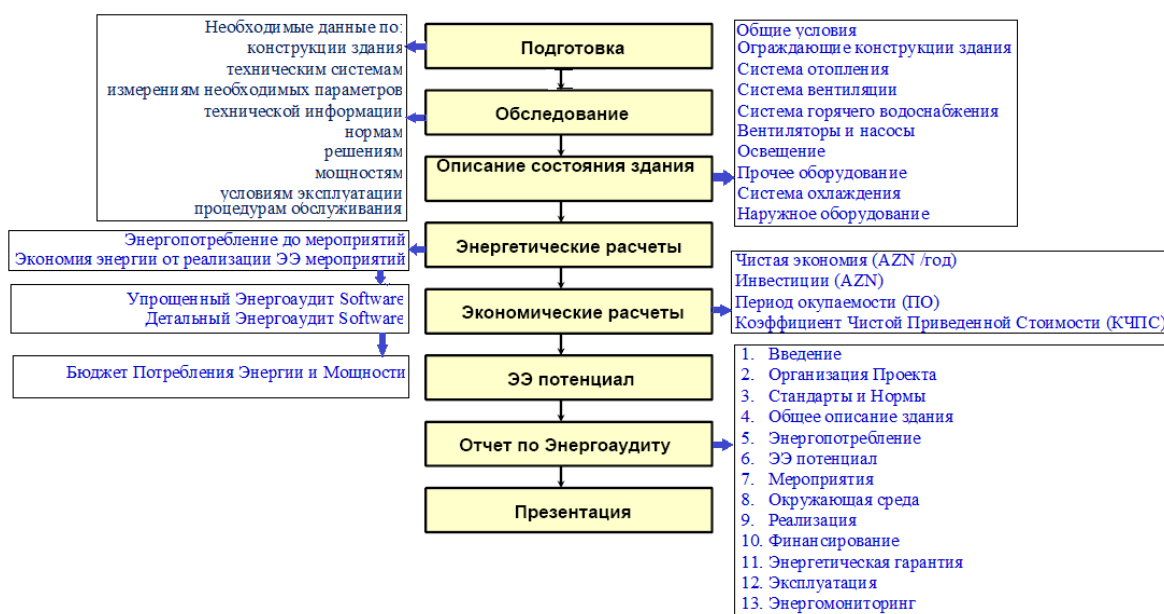 Необходимые данные по:
конструкции здания
техническим системам
измерениям необходимых параметров
технической информации
нормам
решениям
мощностям
условиям эксплуатации
процедурам обслуживания
Энергопотребление до мероприятий
Экономия энергии от реализации ЭЭ мероприятий
Упрощенный Энергоаудит Software
Детальный Энергоаудит Software
Бюджет Потребления Энергии и Мощности
Подготовка
Обследование
Описание состояния здания
Энергетические расчеты
Экономические расчеты
ЭЭ потенциал
Отчет по Энергоаудиту
Презентация
Общие условия
Ограждающие конструкции здания
Система отопления
Система вентиляции
Система горячего водоснабжения
Вентиляторы и насосы
Освещение
Прочее оборудование
Система охлаждения
Наружное оборудование
Чистая экономия (AZN /год)
Инвестиции (AZN)
Период окупаемости (ПО)
Коэффициент Чистой Приведенной Стоимости (КЧПС)
1. Введение
2. Организация Проекта
3. Стандарты и Нормы
4. Общее описание здания
5. Энергопотребление
6. ЭЭ потенциал
7. Мероприятия
8. Окружающая среда
9. Реализация
10. Финансирование
11. Энергетическая гарантия
12. Эксплуатация
13. Энергомониторинг